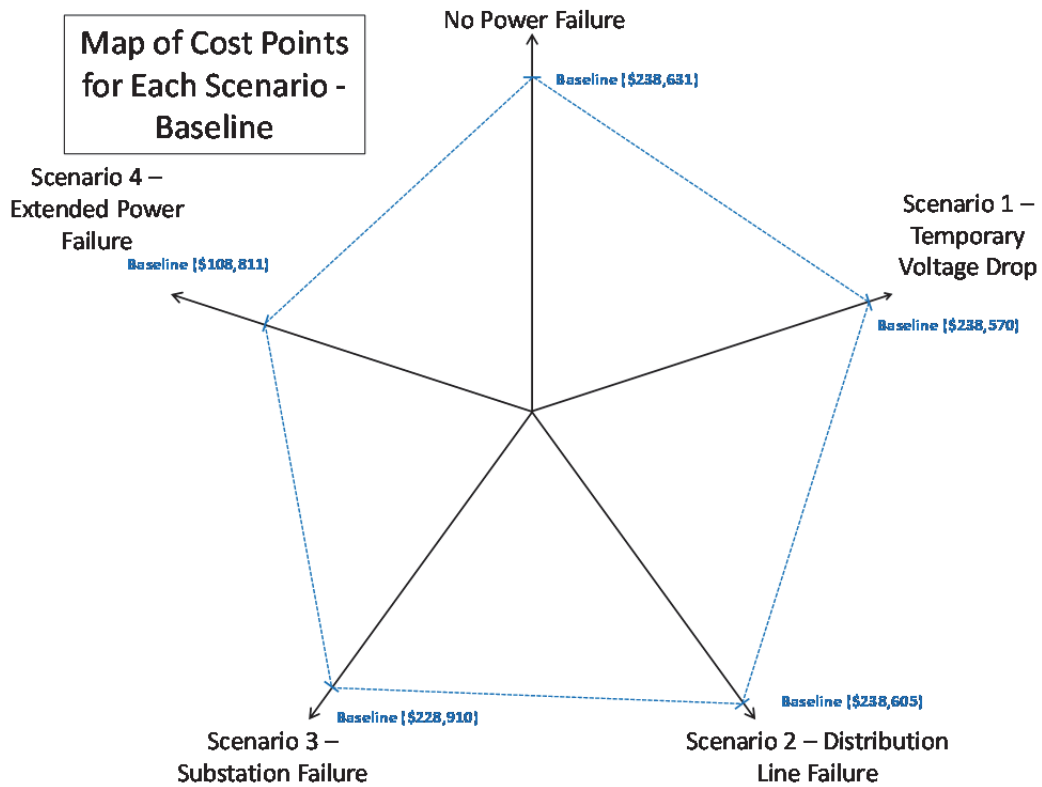 No Power Failure
Map of Cost Points
for Each Scenario -
Baseline
Baseline ($238,631)
Scenario 4 –
Extended Power
Failure
Baseline ($108,811)
Scenario 1 –
Temporary
Voltage Drop
Baseline ($238,570)
Baseline ($228,910)
Scenario 3 –
Substation Failure
Baseline ($238,605)
Scenario 2 – Distribution
Line Failure